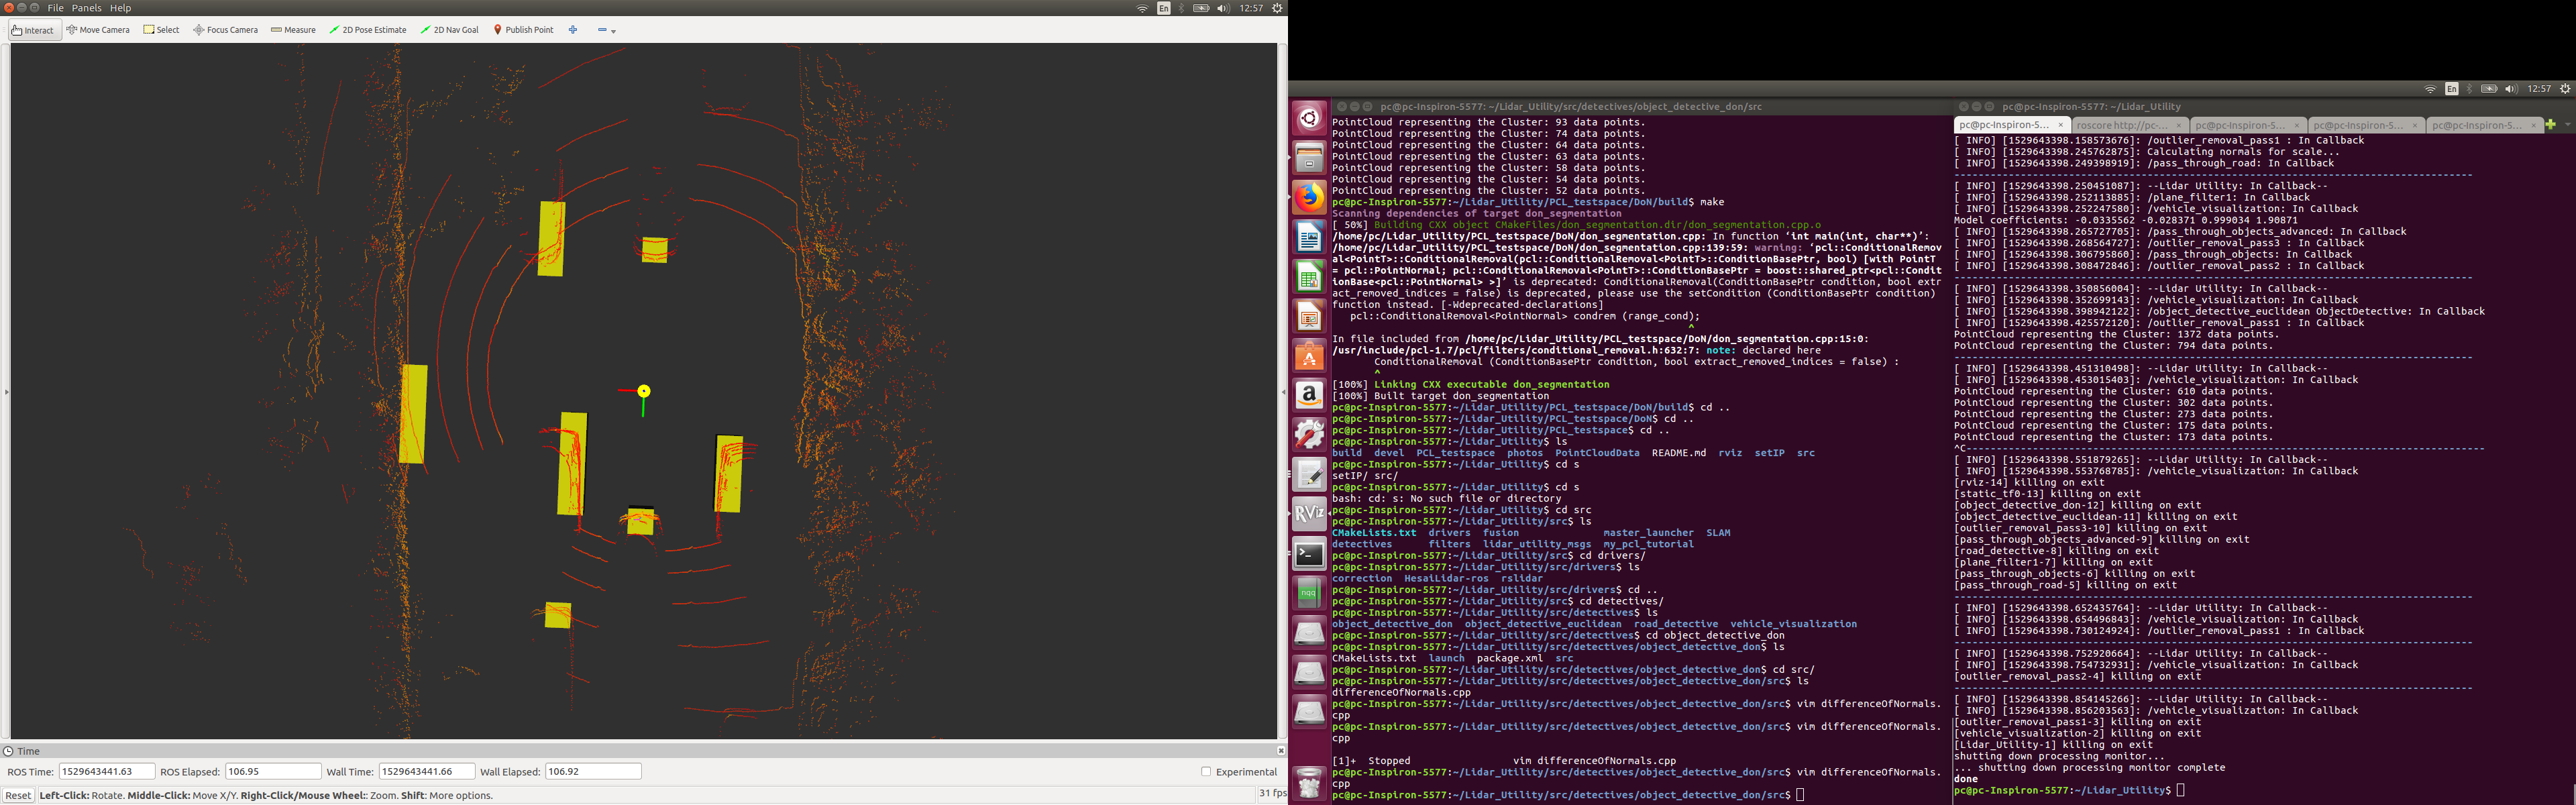 File Panels Help
En 12:57
Interact Move Camera Select Focus Camera Measure 2D Pose Estimate 2D Nav Goal Publish Point
Time
ROS Time: 1529643441.63 ROS Elapsed: 106.95 Wall Time: 1529643441.66 Wall Elapsed: 106.92 Experimental
Reset Left-Click: Rotate. Middle-Click: Move X/Y. Right-Click/Mouse Wheel:: Zoom. Shift: More options. 31 fps
En 12:57
pc@pc-Inspiron-5577: ~/Lidar_Utility/src/detectives/object_detective_don/src
RViz
nqq
PointCloud representing the Cluster: 93 data points.
PointCloud representing the Cluster: 74 data points.
PointCloud representing the Cluster: 64 data points.
PointCloud representing the Cluster: 63 data points.
PointCloud representing the Cluster: 58 data points.
PointCloud representing the Cluster: 54 data points.
PointCloud representing the Cluster: 52 data points.
pc@pc-Inspiron-5577:~/Lidar_Utility/PCL_testspace/DoN/build$ make
Scanning dependencies of target don_segmentation
[ 50%] Building CXX object CMakeFiles/don_segmentation.dir/don_segmentation.cpp.o
/home/pc/Lidar_Utility/PCL_testspace/DoN/don_segmentation.cpp: In function ‘int main(int, char**)’:
/home/pc/Lidar_Utility/PCL_testspace/DoN/don_segmentation.cpp:139:59: warning: ‘pcl::ConditionalRemov
al<PointT>::ConditionalRemoval(pcl::ConditionalRemoval<PointT>::ConditionBasePtr, bool) [with PointT
= pcl::PointNormal; pcl::ConditionalRemoval<PointT>::ConditionBasePtr = boost::shared_ptr<pcl::Condit
ionBase<pcl::PointNormal> >]’ is deprecated: ConditionalRemoval(ConditionBasePtr condition, bool extr
act_removed_indices = false) is deprecated, please use the setCondition (ConditionBasePtr condition)
function instead. [-Wdeprecated-declarations]
pcl::ConditionalRemoval<PointNormal> condrem (range_cond);
^
In file included from /home/pc/Lidar_Utility/PCL_testspace/DoN/don_segmentation.cpp:15:0:
/usr/include/pcl-1.7/pcl/filters/conditional_removal.h:632:7: note: declared here
ConditionalRemoval (ConditionBasePtr condition, bool extract_removed_indices = false) :
^
[100%] Linking CXX executable don_segmentation
[100%] Built target don_segmentation
pc@pc-Inspiron-5577:~/Lidar_Utility/PCL_testspace/DoN/build$ cd ..
pc@pc-Inspiron-5577:~/Lidar_Utility/PCL_testspace/DoN$ cd ..
pc@pc-Inspiron-5577:~/Lidar_Utility/PCL_testspace$ cd ..
pc@pc-Inspiron-5577:~/Lidar_Utility$ ls
build devel PCL_testspace photos PointCloudData README.md rviz setIP src
pc@pc-Inspiron-5577:~/Lidar_Utility$ cd s
setIP/ src/
pc@pc-Inspiron-5577:~/Lidar_Utility$ cd s
bash: cd: s: No such file or directory
pc@pc-Inspiron-5577:~/Lidar_Utility$ cd src
pc@pc-Inspiron-5577:~/Lidar_Utility/src$ ls
CMakeLists.txt drivers fusion master_launcher SLAM
detectives filters lidar_utility_msgs my_pcl_tutorial
pc@pc-Inspiron-5577:~/Lidar_Utility/src$ cd drivers/
pc@pc-Inspiron-5577:~/Lidar_Utility/src/drivers$ ls
correction HesaiLidar-ros rslidar
pc@pc-Inspiron-5577:~/Lidar_Utility/src/drivers$ cd ..
pc@pc-Inspiron-5577:~/Lidar_Utility/src$ cd detectives/
pc@pc-Inspiron-5577:~/Lidar_Utility/src/detectives$ ls
object_detective_don object_detective_euclidean road_detective vehicle_visualization
pc@pc-Inspiron-5577:~/Lidar_Utility/src/detectives$ cd object_detective_don
pc@pc-Inspiron-5577:~/Lidar_Utility/src/detectives/object_detective_don$ ls
CMakeLists.txt launch package.xml src
pc@pc-Inspiron-5577:~/Lidar_Utility/src/detectives/object_detective_don$ cd src/
pc@pc-Inspiron-5577:~/Lidar_Utility/src/detectives/object_detective_don/src$ ls
differenceOfNormals.cpp
pc@pc-Inspiron-5577:~/Lidar_Utility/src/detectives/object_detective_don/src$ vim differenceOfNormals.
cpp
pc@pc-Inspiron-5577:~/Lidar_Utility/src/detectives/object_detective_don/src$ vim differenceOfNormals.
cpp
[1]+ Stopped vim differenceOfNormals.cpp
pc@pc-Inspiron-5577:~/Lidar_Utility/src/detectives/object_detective_don/src$ vim differenceOfNormals.
cpp
pc@pc-Inspiron-5577:~/Lidar_Utility/src/detectives/object_detective_don/src$
pc@pc-Inspiron-5577: ~/Lidar_Utility
pc@pc-Inspiron-5... × roscore http://pc-... × pc@pc-Inspiron-5... × pc@pc-Inspiron-5... × pc@pc-Inspiron-5... ×
[ INFO] [1529643398.158573676]: /outlier_removal_pass1 : In Callback
[ INFO] [1529643398.245762875]: Calculating normals for scale...
[ INFO] [1529643398.249398919]: /pass_through_road: In Callback
[ INFO] [1529643398.250451087]: --Lidar Utility: In Callback--
[ INFO] [1529643398.252113885]: /plane_filter1: In Callback
[ INFO] [1529643398.252247580]: /vehicle_visualization: In Callback
Model coefficients: -0.0335562 -0.028371 0.999034 1.90871
[ INFO] [1529643398.265727705]: /pass_through_objects_advanced: In Callback
[ INFO] [1529643398.268564727]: /outlier_removal_pass3 : In Callback
[ INFO] [1529643398.306795860]: /pass_through_objects: In Callback
[ INFO] [1529643398.308472846]: /outlier_removal_pass2 : In Callback
[ INFO] [1529643398.350856004]: --Lidar Utility: In Callback--
[ INFO] [1529643398.352699143]: /vehicle_visualization: In Callback
[ INFO] [1529643398.398942122]: /object_detective_euclidean ObjectDetective: In Callback
[ INFO] [1529643398.425572120]: /outlier_removal_pass1 : In Callback
PointCloud representing the Cluster: 1372 data points.
PointCloud representing the Cluster: 794 data points.
[ INFO] [1529643398.451310498]: --Lidar Utility: In Callback--
[ INFO] [1529643398.453015403]: /vehicle_visualization: In Callback
PointCloud representing the Cluster: 610 data points.
PointCloud representing the Cluster: 302 data points.
PointCloud representing the Cluster: 273 data points.
PointCloud representing the Cluster: 175 data points.
PointCloud representing the Cluster: 173 data points.
^C
[ INFO] [1529643398.551879265]: --Lidar Utility: In Callback--
[ INFO] [1529643398.553768785]: /vehicle_visualization: In Callback
[rviz-14] killing on exit
[static_tf0-13] killing on exit
[object_detective_don-12] killing on exit
[object_detective_euclidean-11] killing on exit
[outlier_removal_pass3-10] killing on exit
[pass_through_objects_advanced-9] killing on exit
[road_detective-8] killing on exit
[plane_filter1-7] killing on exit
[pass_through_objects-6] killing on exit
[pass_through_road-5] killing on exit
[ INFO] [1529643398.652435764]: --Lidar Utility: In Callback--
[ INFO] [1529643398.654496843]: /vehicle_visualization: In Callback
[ INFO] [1529643398.730124924]: /outlier_removal_pass1 : In Callback
[ INFO] [1529643398.752920664]: --Lidar Utility: In Callback--
[ INFO] [1529643398.754732931]: /vehicle_visualization: In Callback
[outlier_removal_pass2-4] killing on exit
[ INFO] [1529643398.854145266]: --Lidar Utility: In Callback--
[ INFO] [1529643398.856203563]: /vehicle_visualization: In Callback
[outlier_removal_pass1-3] killing on exit
[vehicle_visualization-2] killing on exit
[Lidar_Utility-1] killing on exit
shutting down processing monitor...
... shutting down processing monitor complete
done
pc@pc-Inspiron-5577:~/Lidar_Utility$